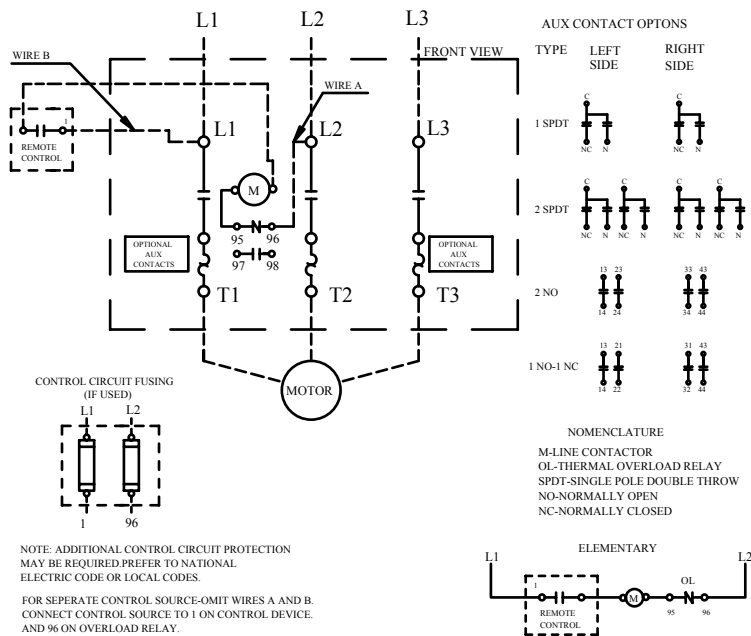 L1 L2 L3
AUX CONTACT OPTONS
TYPE LEFT SIDE RIGHT SIDE
FRONT VIEW
WIRE B
WIRE A
1
REMOTE CONTROL
L1 L2 L3
M
95 96
97 98
OPTIONAL AUX CONTACTS
OPTIONAL AUX CONTACTS
T1 T2 T3
MOTOR
1 SPDT
C C
NC N NC N
2 SPDT
C C C C
NC N NC N NC N NC N
2 NO
13 23 33 43
14 24 34 44
1 NO-1 NC
13 21 31 43
14 22 32 44
CONTROL CIRCUIT FUSING
(IF USED)
L1 L2
1 96
NOTE: ADDITIONAL CONTROL CIRCUIT PROTECTION
MAY BE REQUIRED.PREFER TO NATIONAL
ELECTRIC CODE OR LOCAL CODES.
FOR SEPERATE CONTROL SOURCE-OMIT WIRES A AND B.
CONNECT CONTROL SOURCE TO 1 ON CONTROL DEVICE.
AND 96 ON OVERLOAD RELAY.
NOMENCLATURE
M-LINE CONTACTOR
OL-THERMAL OVERLOAD RELAY
SPDT-SINGLE POLE DOUBLE THROW
NO-NORMALLY OPEN
NC-NORMALLY CLOSED
ELEMENTARY
L1 L2
1
REMOTE CONTROL
M
OL
95 96